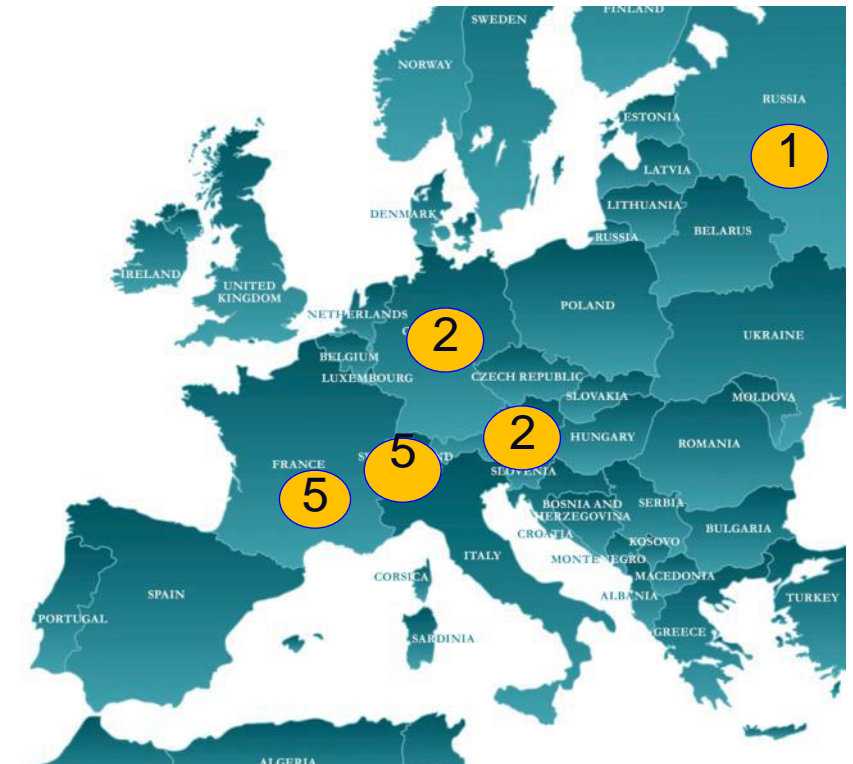 FINLAND
SWEDEN
NORWAY
RUSSIA
ESTONIA
1
LATVIA
LITHUANIA
DENMARK
RUSSIA
BELARUS
IRELAND
UNITED
KINGDOM
POLAND
NETHERLANDS
2
UKRAINE
BELGIUM
LUXEMBOURG
CZECH REPUBLIC
SLOVAKIA
MOLDOVA
2
HUNGARY
ROMANIA
5
FRANCE
SLOVENIA
5
BOSNIA AND
HERZEGOVINA
SERBIA
BULGARIA
CROATIA
KOSOVO
ITALY
MONTENEGRO
MACEDONIA
CORSICA
ALBANIA
SPAIN
TURKEY
PORTUGAL
SARDINIA
GREECE
ALGERIA